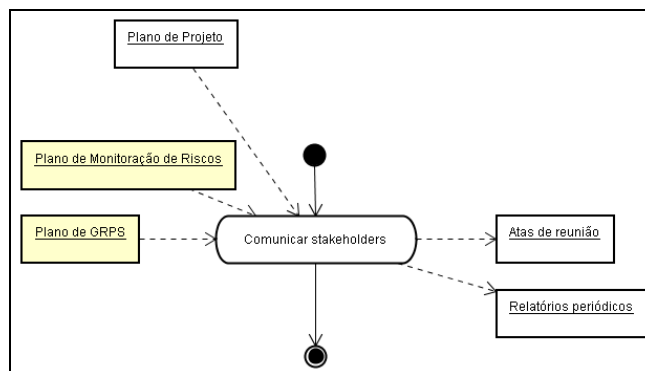 Plano de Projeto
Plano de Monitoração de Riscos
Plano de GRPS
Comunicar stakeholders
Atas de reunião
Relatórios periódicos